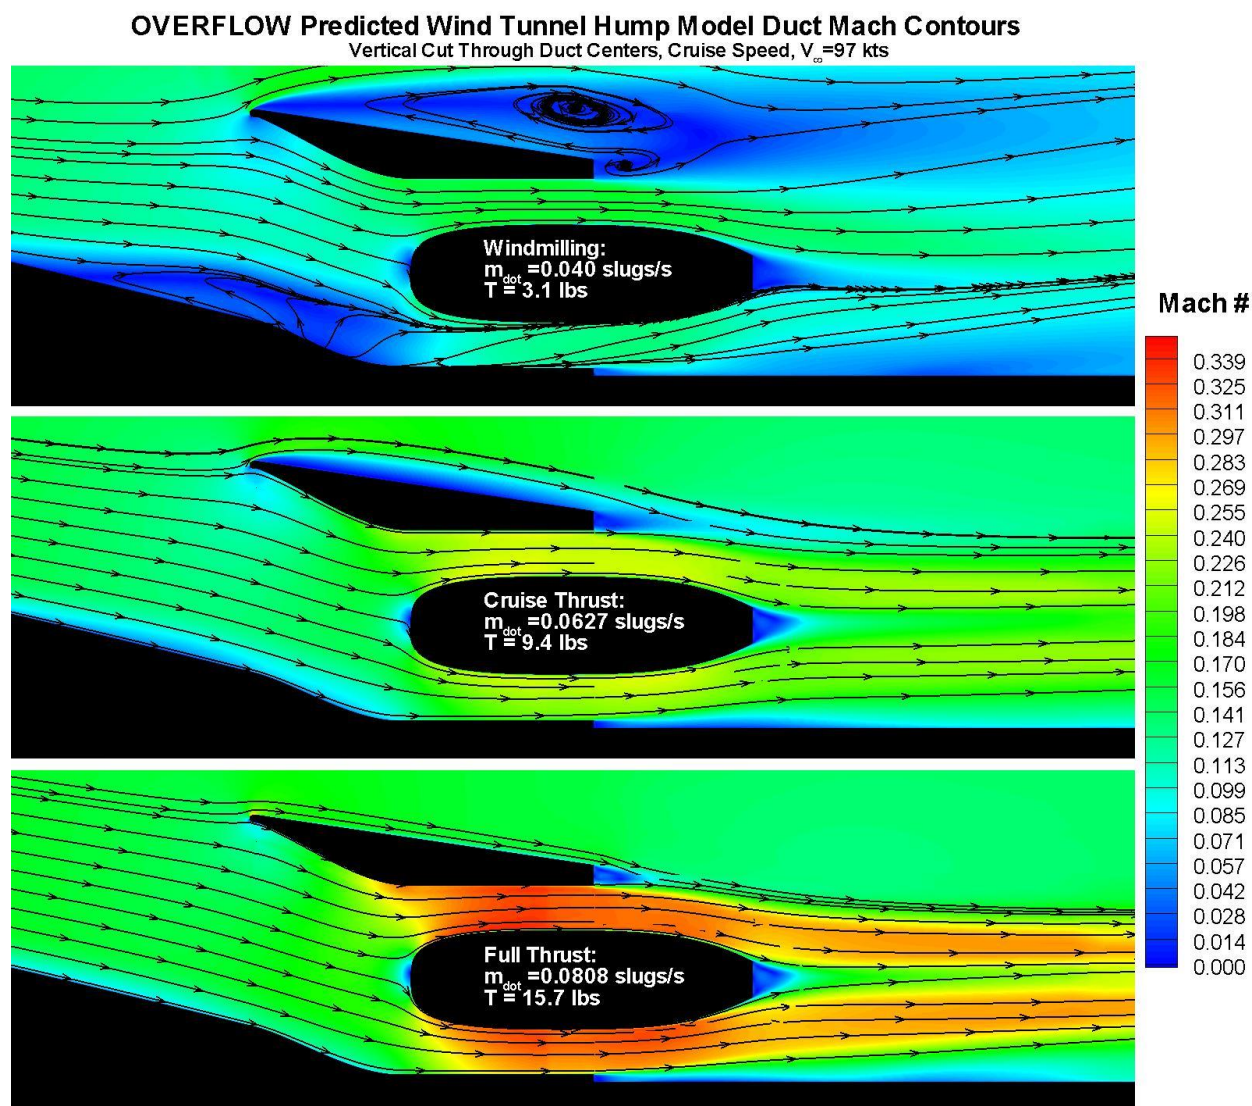 OVERFLOW Predicted Wind Tunnel Hump Model Duct Mach Contours
Vertical Cut Through Duct Centers, Cruise Speed, V∞=97 kts
Windmilling:
mdot =0.040 slugs/s
T = 3.1 lbs
Mach #
Cruise Thrust:
mdot =0.0627 slugs/s
T = 9.4 lbs
Full Thrust:
mdot =0.0808 slugs/s
T = 15.7 lbs
0.339
0.325
0.311
0.297
0.283
0.269
0.255
0.240
0.226
0.212
0.198
0.184
0.170
0.156
0.141
0.127
0.113
0.099
0.085
0.071
0.057
0.042
0.028
0.014
0.000